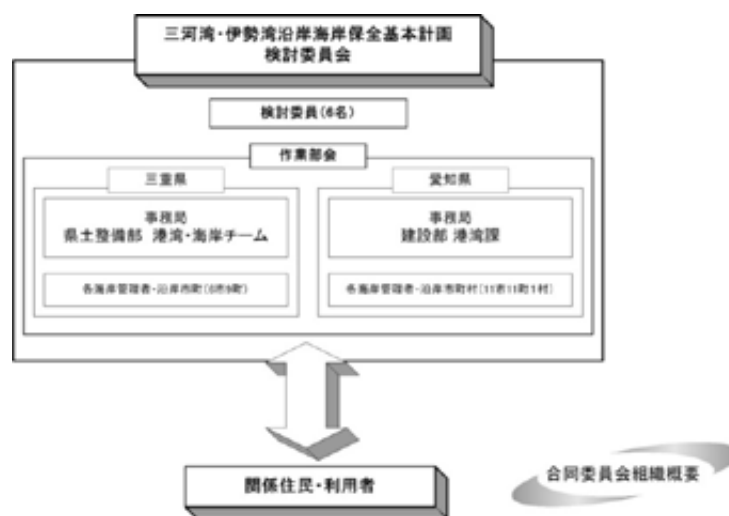 三河湾・伊勢湾沿岸海岸保全基本計画
検討委員会
検討委員(6名)
作業部会
三重県
愛知県
事務局
県土整備部 港湾・海岸チーム
事務局
建設部 港湾課
各海岸管理者・沿岸市町(6市9町)
各海岸管理者・沿岸市町村(11市11町1村)
関係住民・利用者
合同委員会組織概要